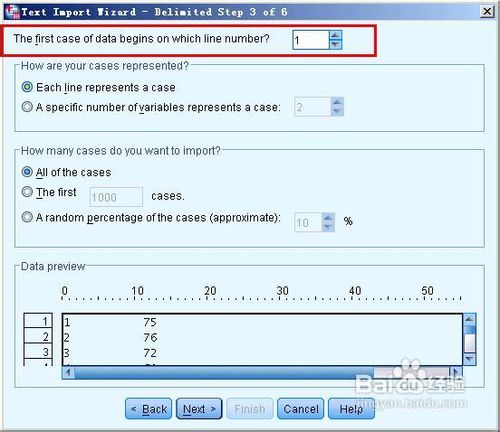 Text Import Wizard - Delimited Step 3 of 6
The first case of data begins on which line number? 1
How are your cases represented?
Each line represents a case
A specific number of variables represents a case: 2
How many cases do you want to import?
All of the cases
The first 1000 cases.
A random percentage of the cases (approximate): 10 %
Data preview
0 10 20 30 40 50
1 1 75
2 2 76
3 3 72
Baidu 经验
jingyan.baidu.com
< Back Next > Finish Cancel Help